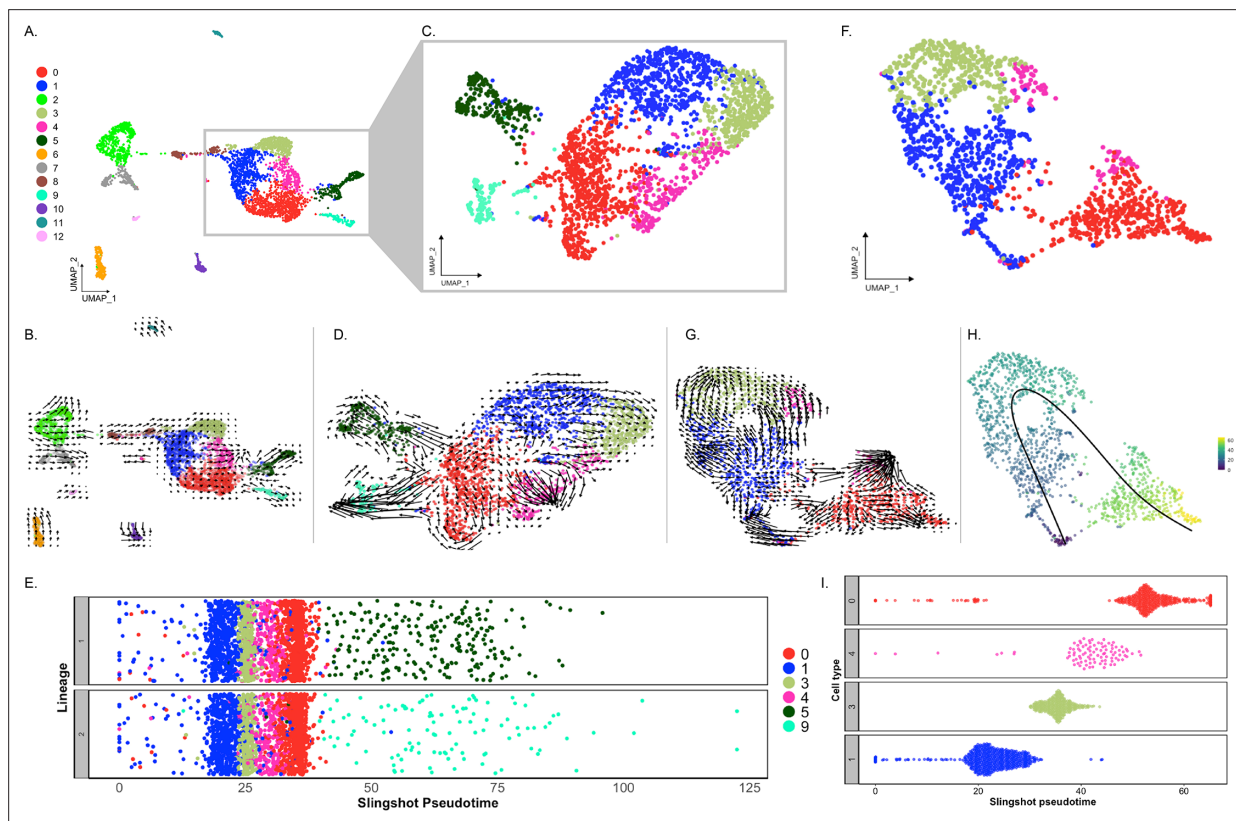 A.
0
1
2
3
4
5
6
7
8
9
10
11
12
UMAP_2
UMAP_1
C.
UMAP_2
UMAP_1
F.
UMAP_2
UMAP_1
B.
D.
G.
H.
60
40
20
0
E.
Lineage
1
2
0 25 50 75 100 125
Slingshot Pseudotime
0
1
3
4
5
9
I.
Cell type
0
4
3
1
0 20 40 60
Slingshot pseudotime